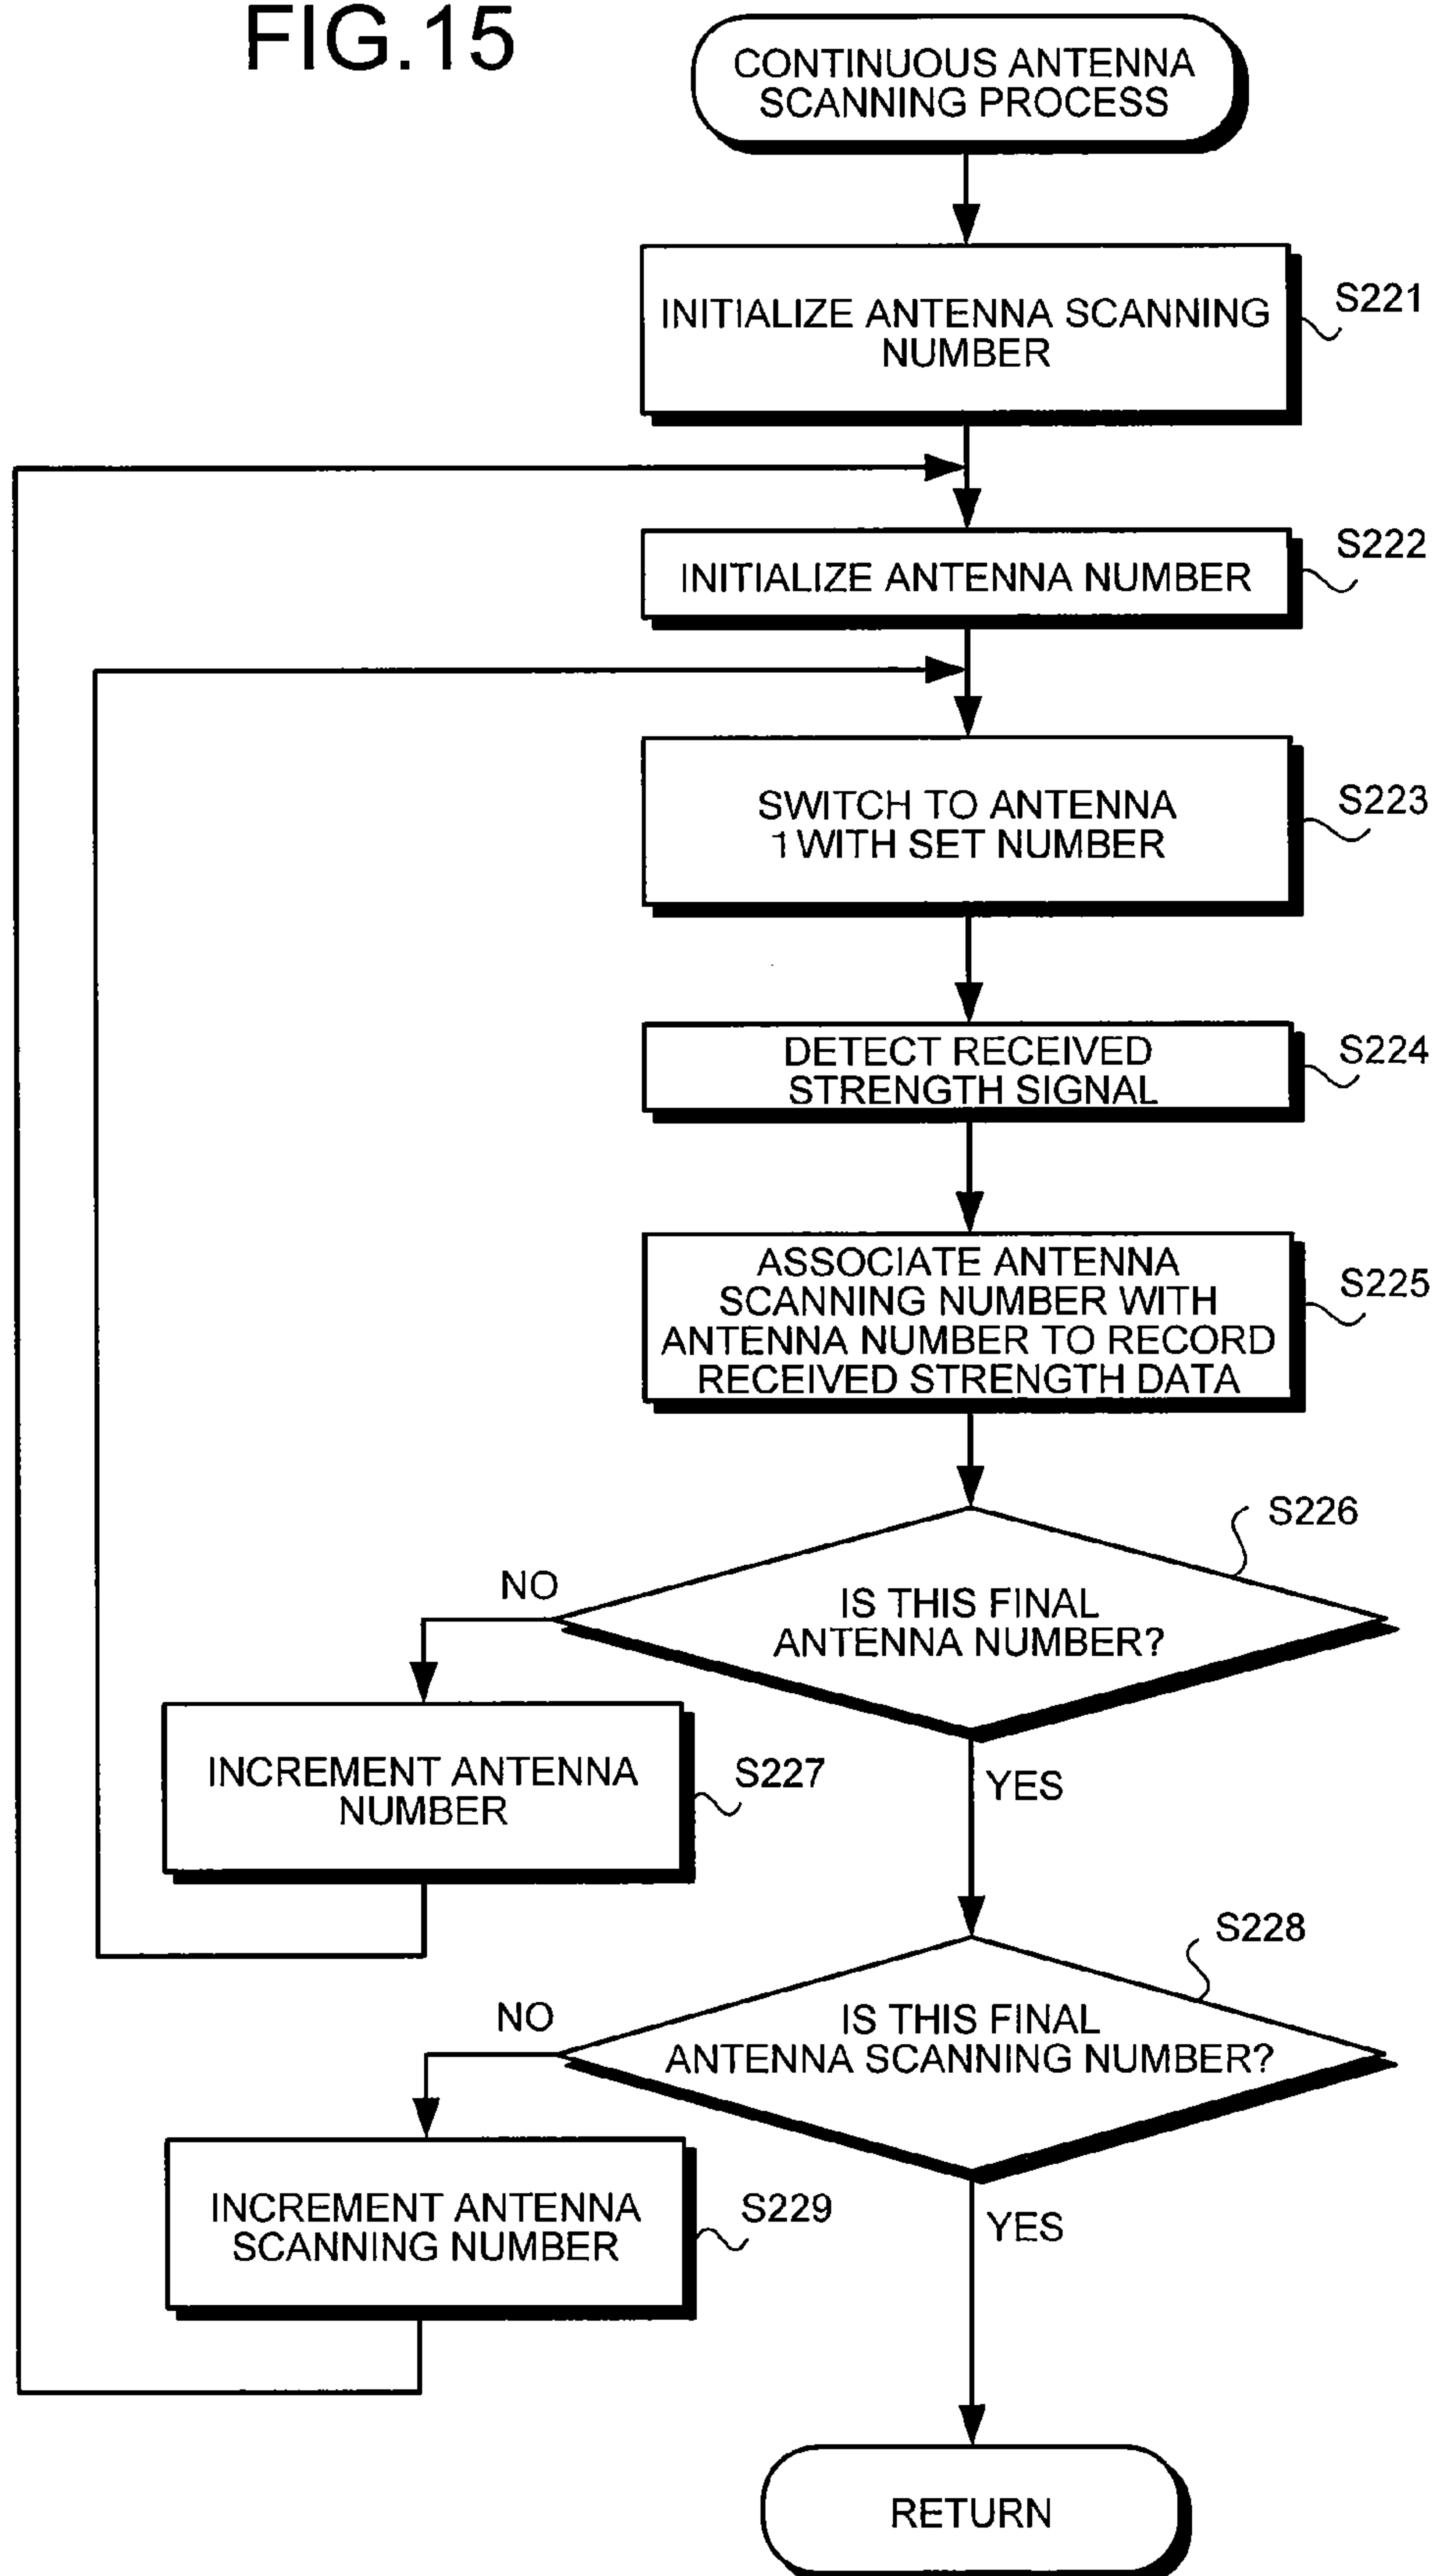 FIG.15
CONTINUOUS ANTENNA
SCANNING PROCESS
INITIALIZE ANTENNA SCANNING
NUMBER
S221
INITIALIZE ANTENNA NUMBER
S222
SWITCH TO ANTENNA
1 WITH SET NUMBER
S223
DETECT RECEIVED
STRENGTH SIGNAL
S224
ASSOCIATE ANTENNA
SCANNING NUMBER WITH
ANTENNA NUMBER TO RECORD
RECEIVED STRENGTH DATA
S225
IS THIS FINAL
ANTENNA NUMBER?
S226
NO
YES
INCREMENT ANTENNA
NUMBER
S227
IS THIS FINAL
ANTENNA SCANNING NUMBER?
S228
NO
YES
INCREMENT ANTENNA
SCANNING NUMBER
S229
RETURN